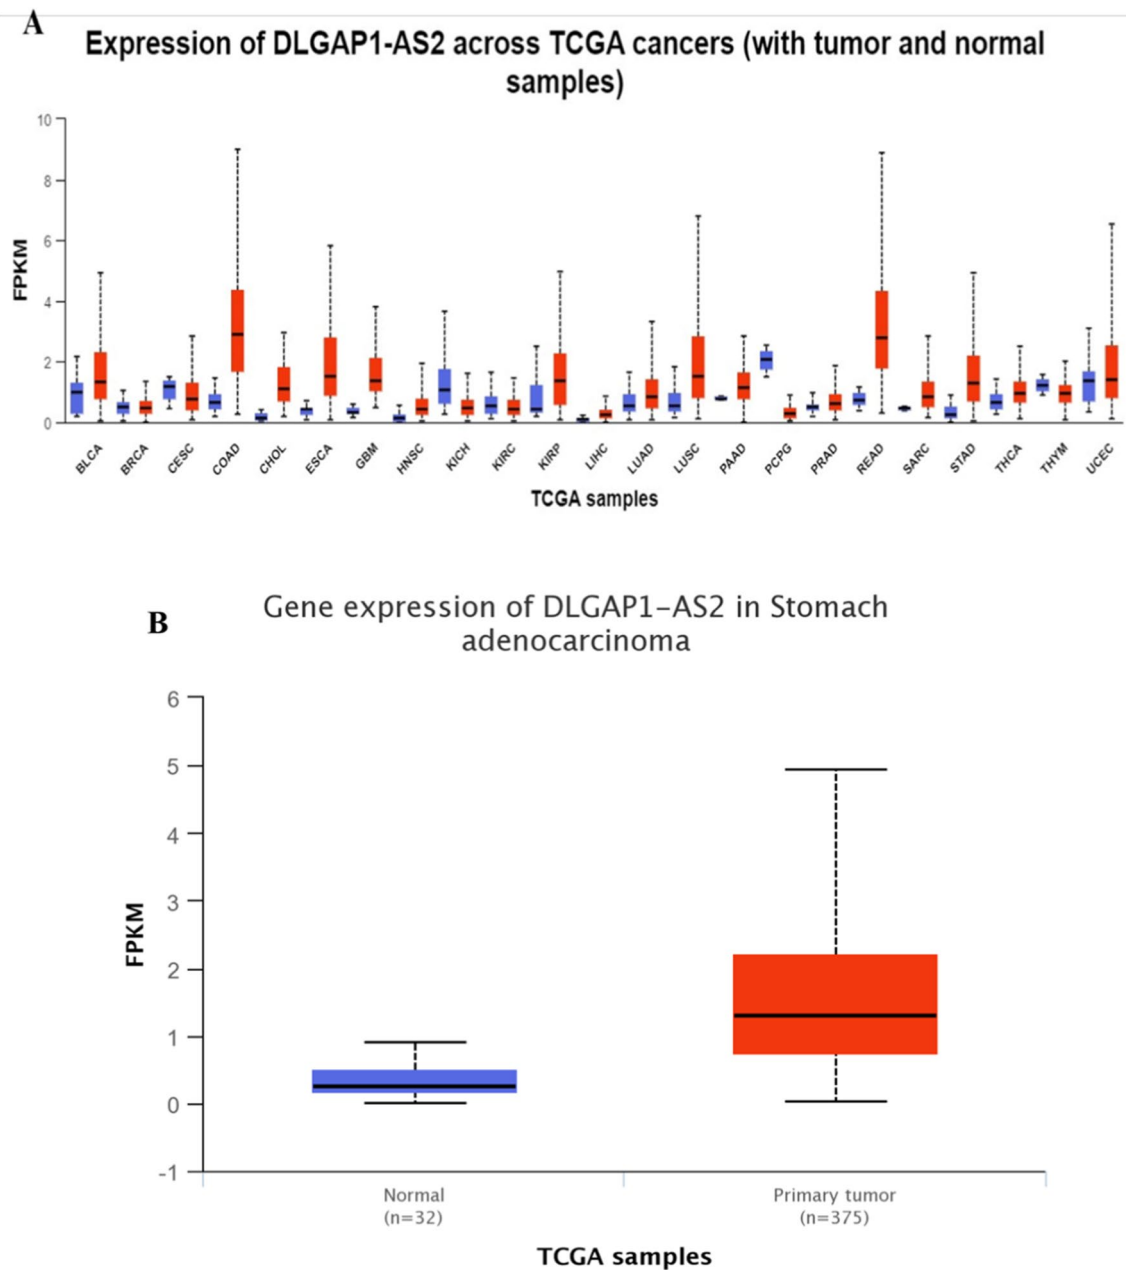 A
Expression of DLGAP1-AS2 across TCGA cancers (with tumor and normal
samples)
10
8
6
4
2
0
FPKM
BLCA BRCA CESC COAD CHOL ESCA GBM HNSC KICH KIRC KIRP LIHC LUAD LUSC PAAD PCPG PRAD READ SARC STAD THCA THYM UCEC
TCGA samples
B
Gene expression of DLGAP1-AS2 in Stomach
adenocarcinoma
6
5
4
3
2
1
0
-1
FPKM
Normal Primary tumor
(n=32) (n=375)
TCGA samples